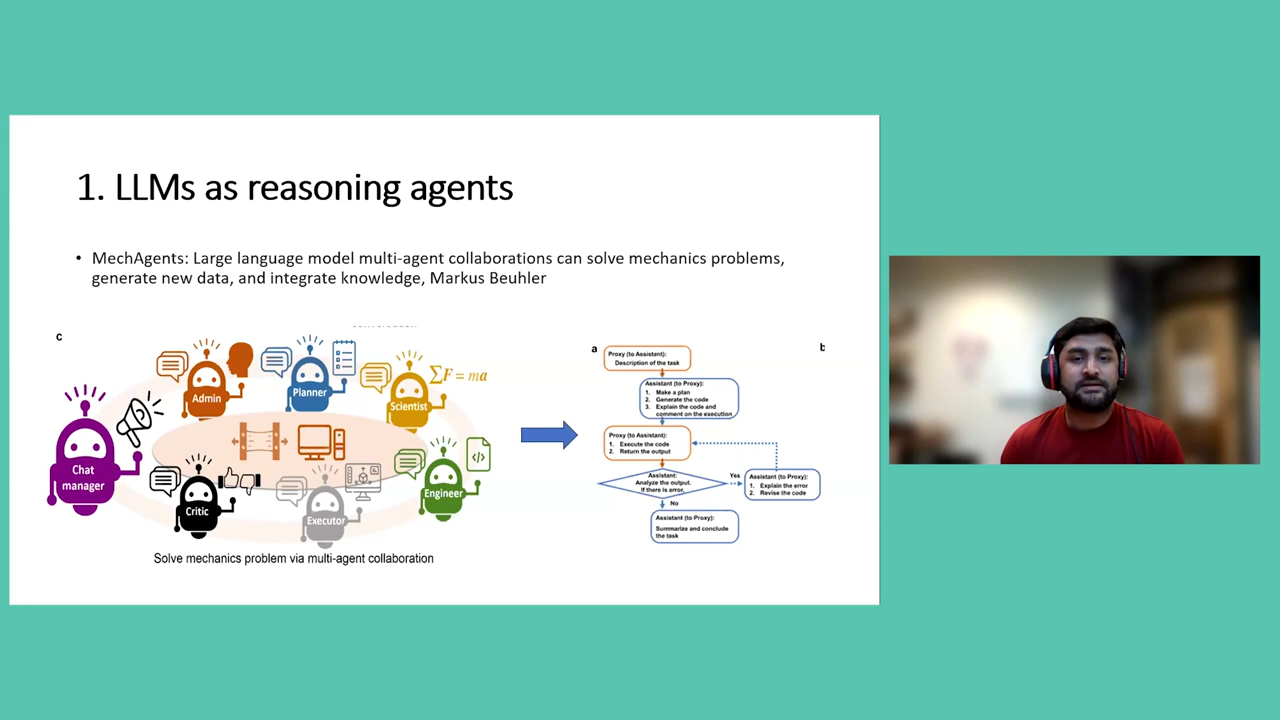 1. LLMs as reasoning agents
• MechAgents: Large language model multi-agent collaborations can solve mechanics problems,
generate new data, and integrate knowledge, Markus Beuhler
c
Admin
Planner
Scientist
∑F = ma
Chat
manager
Critic
Executor
Engineer
</>
Solve mechanics problem via multi-agent collaboration
a
b
Proxy (to Assistant):
Description of the task
Assistant (to Proxy):
1. Make a plan
2. Generate the code
3. Explain the code and
comment on the execution
Proxy (to Assistant):
1. Execute the code
2. Return the output
Assistant:
Analyze the output.
If there is error.
Yes
Assistant (to Proxy):
1. Explain the error
2. Revise the code
No
Assistant (to Proxy):
Summarize and conclude
the task